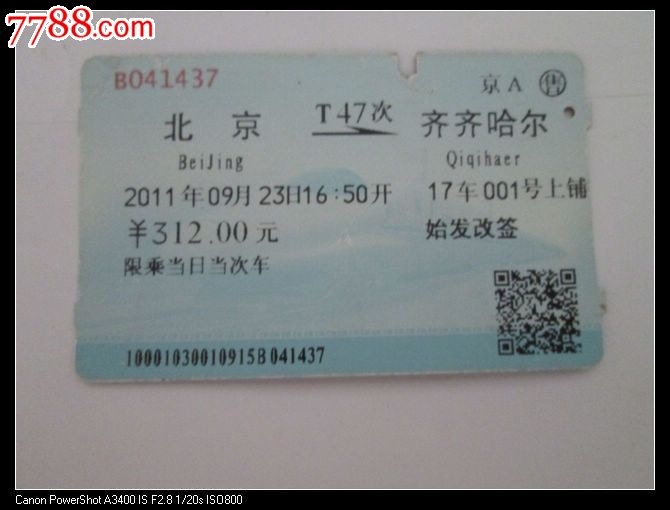 7788.com
B041437
京A 售
北京 T47次 齐齐哈尔
BeiJing Qiqihaer
2011年09月23日16:50开 17车001号上铺
￥312.00元 始发改签
限乘当日当次车
10001030010915B041437
Canon PowerShot A3400 IS F2.8 1/20s ISO800